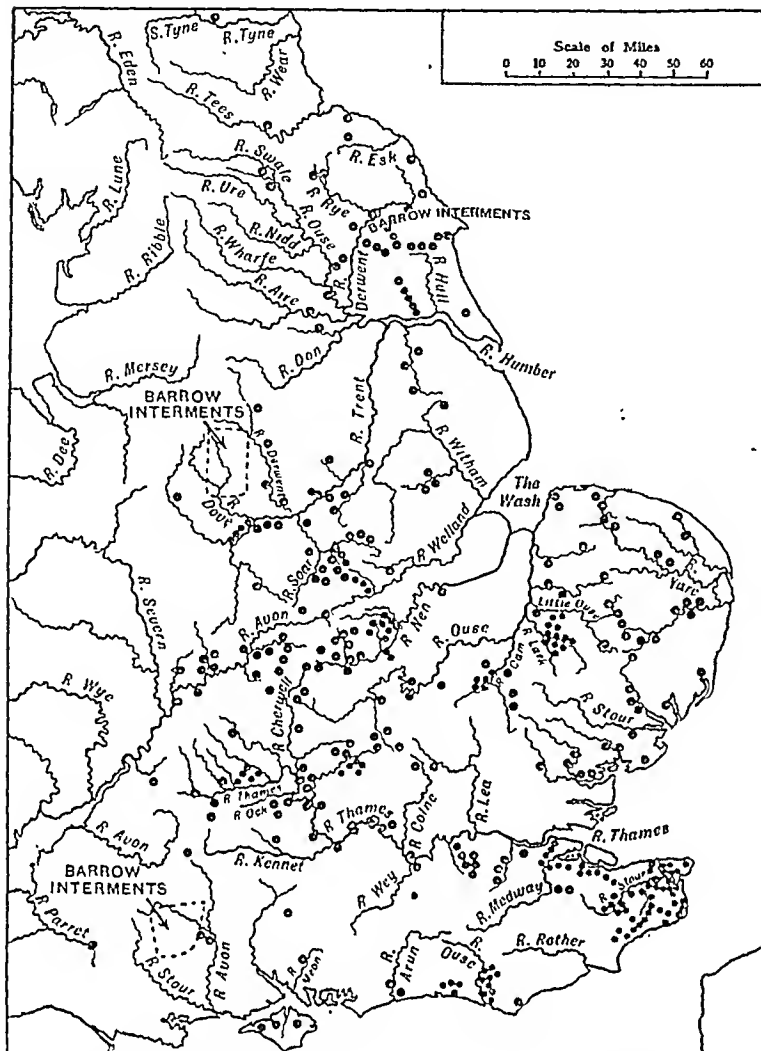 Scale of Miles
0 10 20 30 40 50 60
S. Tyne
R. Tyne
R. Eden
R. Wear
R. Tees
R. Swale
R. Esk
R. Lune
R. Ure
R. Rye
R. Ouse
BARROW INTERMENTS
R. Nidd
R. Ribble
R. Wharfe
R. Derwent
R. Hull
R. Aire
R. Humber
R. Don
R. Mersey
BARROW
INTERMENTS
R. Trent
R. Dee
R. Derwent
R. Witham
R. Dove
The
Wash
R. Welland
R. Soar
R. Severn
R. Yare
Little Ouse
R. Avon
R. Nen
R. Ouse
R. Lark
R. Cam
R. Wye
R. Cherwell
R. Stour
R. Thames
R. Ock
R. Thames
R. Colne
R. Lea
R. Avon
R. Thames
R. Kennet
BARROW
INTERMENTS
R. Wey
R. Medway
R. Stour
R. Parret
R. Rother
R. Stour
R. Avon
R. Arun
R. Ouse